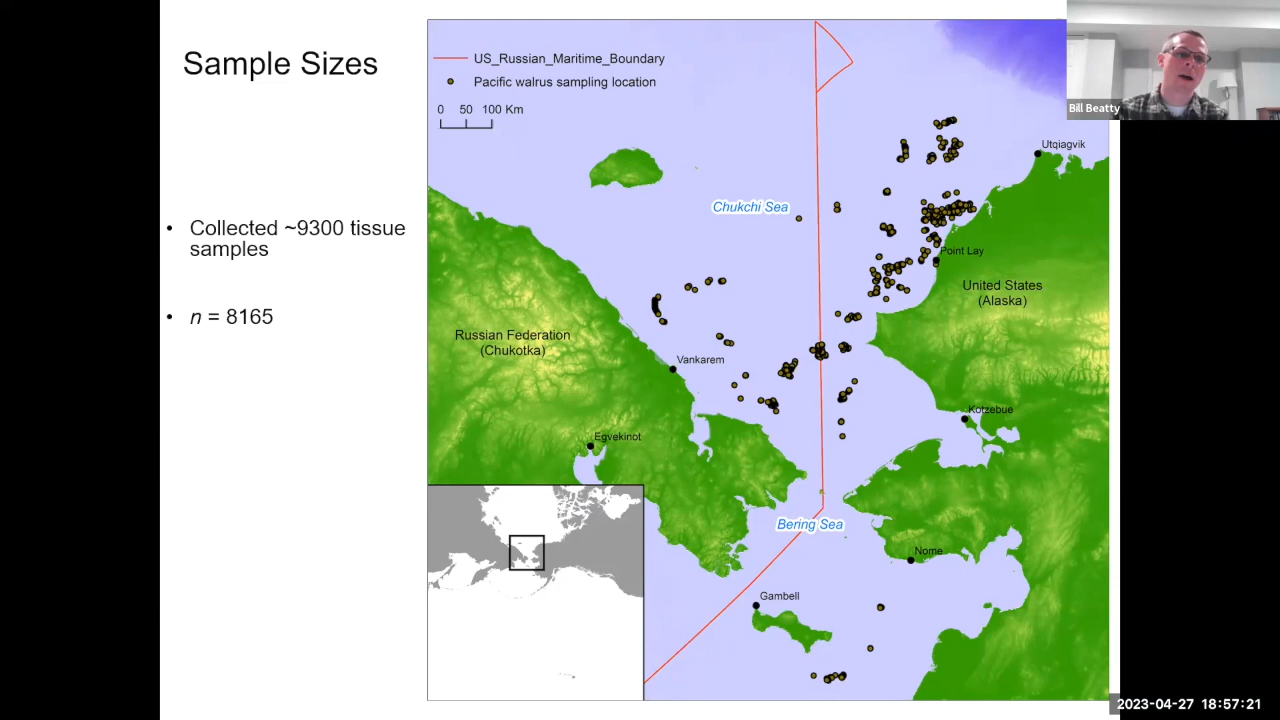 Sample Sizes
• Collected ~9300 tissue
samples
• n = 8165
US_Russian_Maritime_Boundary
Pacific walrus sampling location
0 50 100 Km
Bill Beatty
Utqiagvik
Chukchi Sea
Point Lay
United States
(Alaska)
Russian Federation
(Chukotka)
Vankarem
Kotzebue
Egvekinot
Bering Sea
Nome
Gambell
2023-04-27 18:57:21